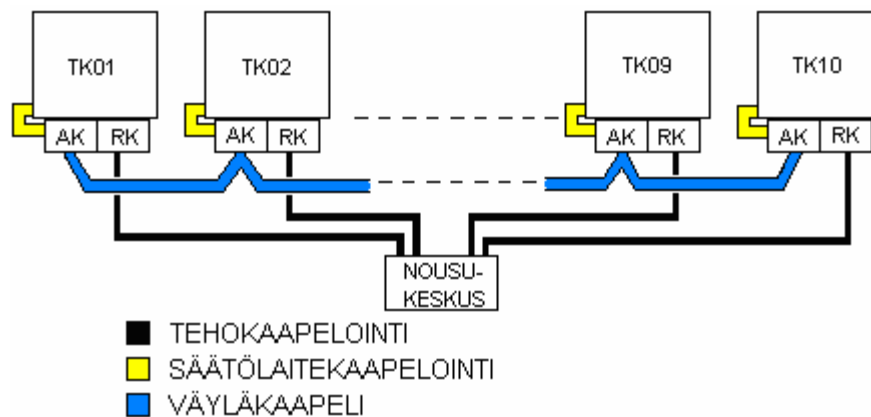 TK01
TK02
TK09
TK10
AK RK
AK RK
AK RK
AK RK
NOUSU-
KESKUS
TEHOKAAPELOINTI
SÄÄTÖLAITEKAAPELOINTI
VÄYLÄKAAPELI